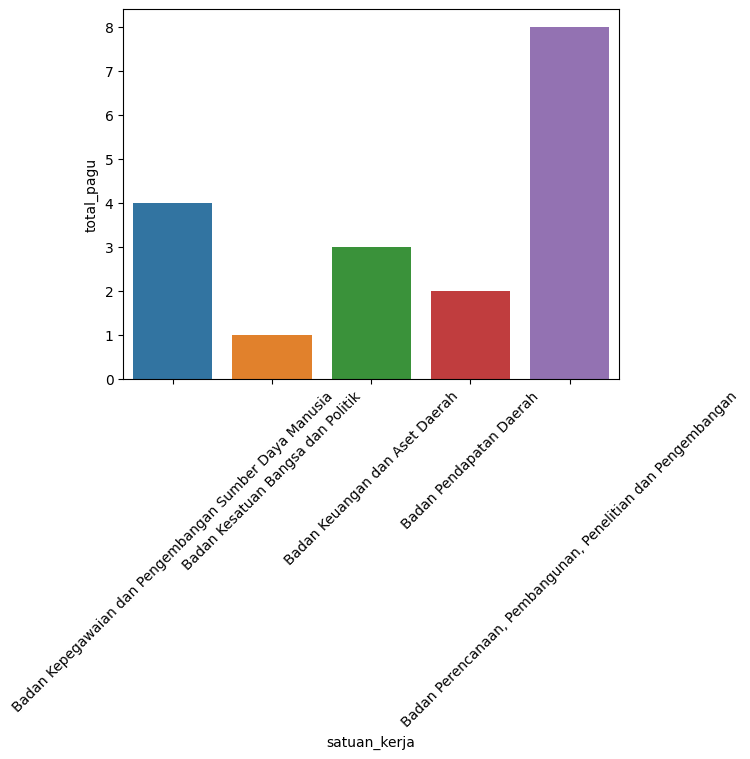 8
7
6
5
4
3
2
1
0
total_pagu
Badan Kepegawaian dan Pengembangan Sumber Daya Manusia
Badan Kesatuan Bangsa dan Politik
Badan Keuangan dan Aset Daerah
Badan Pendapatan Daerah
Badan Perencanaan, Pembangunan, Penelitian dan Pengembangan
satuan_kerja